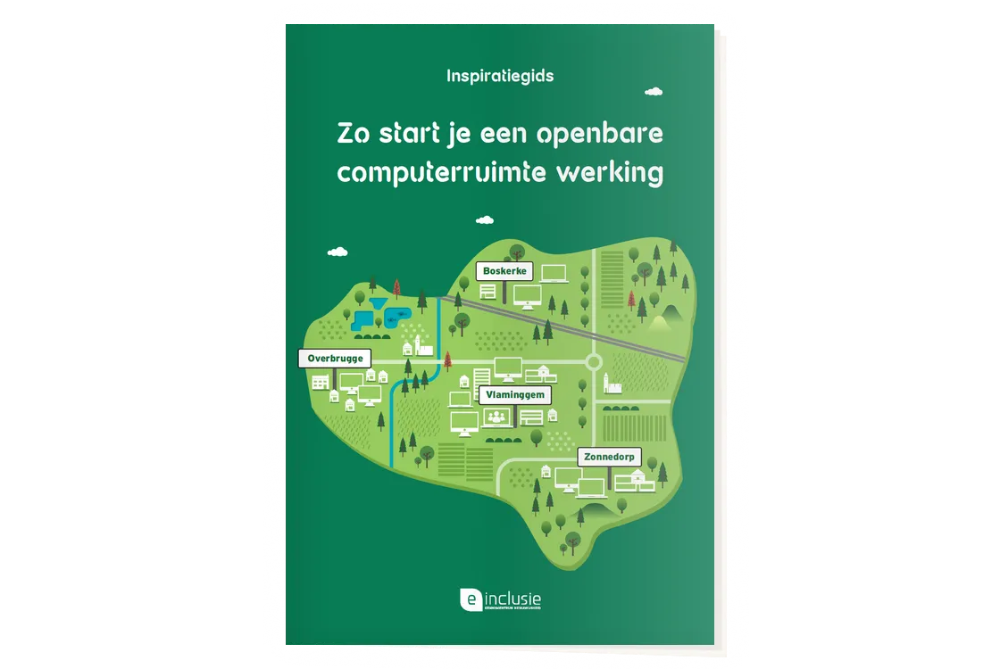 Inspiratiegids
Zo start je een openbare
computerruimte werking
Boskerke
Overbrugge
Vlaminggem
Zonnedorp
e inclusie